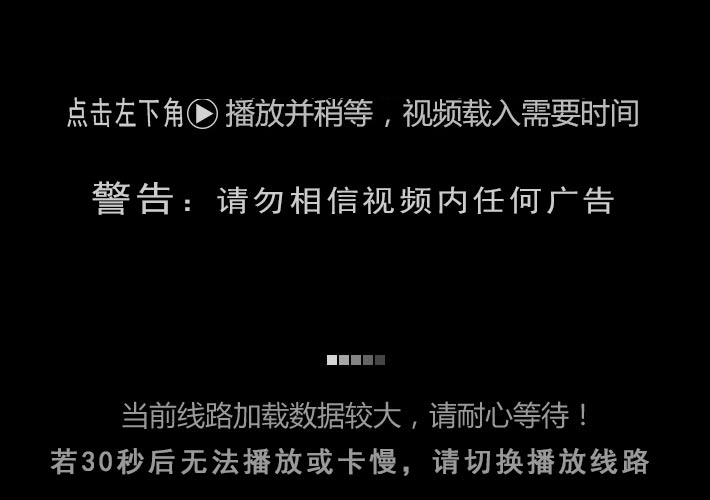 点击左下角▶播放并稍等，视频载入需要时间
警告：请勿相信视频内任何广告
当前线路加载数据较大，请耐心等待！
若30秒后无法播放或卡慢，请切换播放线路